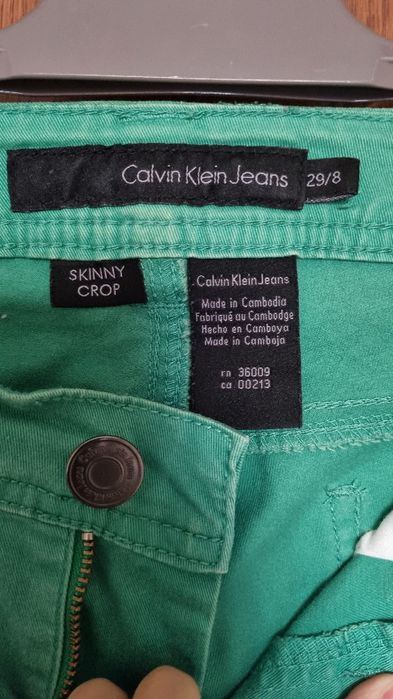 Calvin Klein Jeans 29/8
SKINNY
CROP
Calvin Klein Jeans
Made in Cambodia
Fabriqué au Cambodge
Hecho en Camboya
Made in Camboja
rn 36009
ca 00213